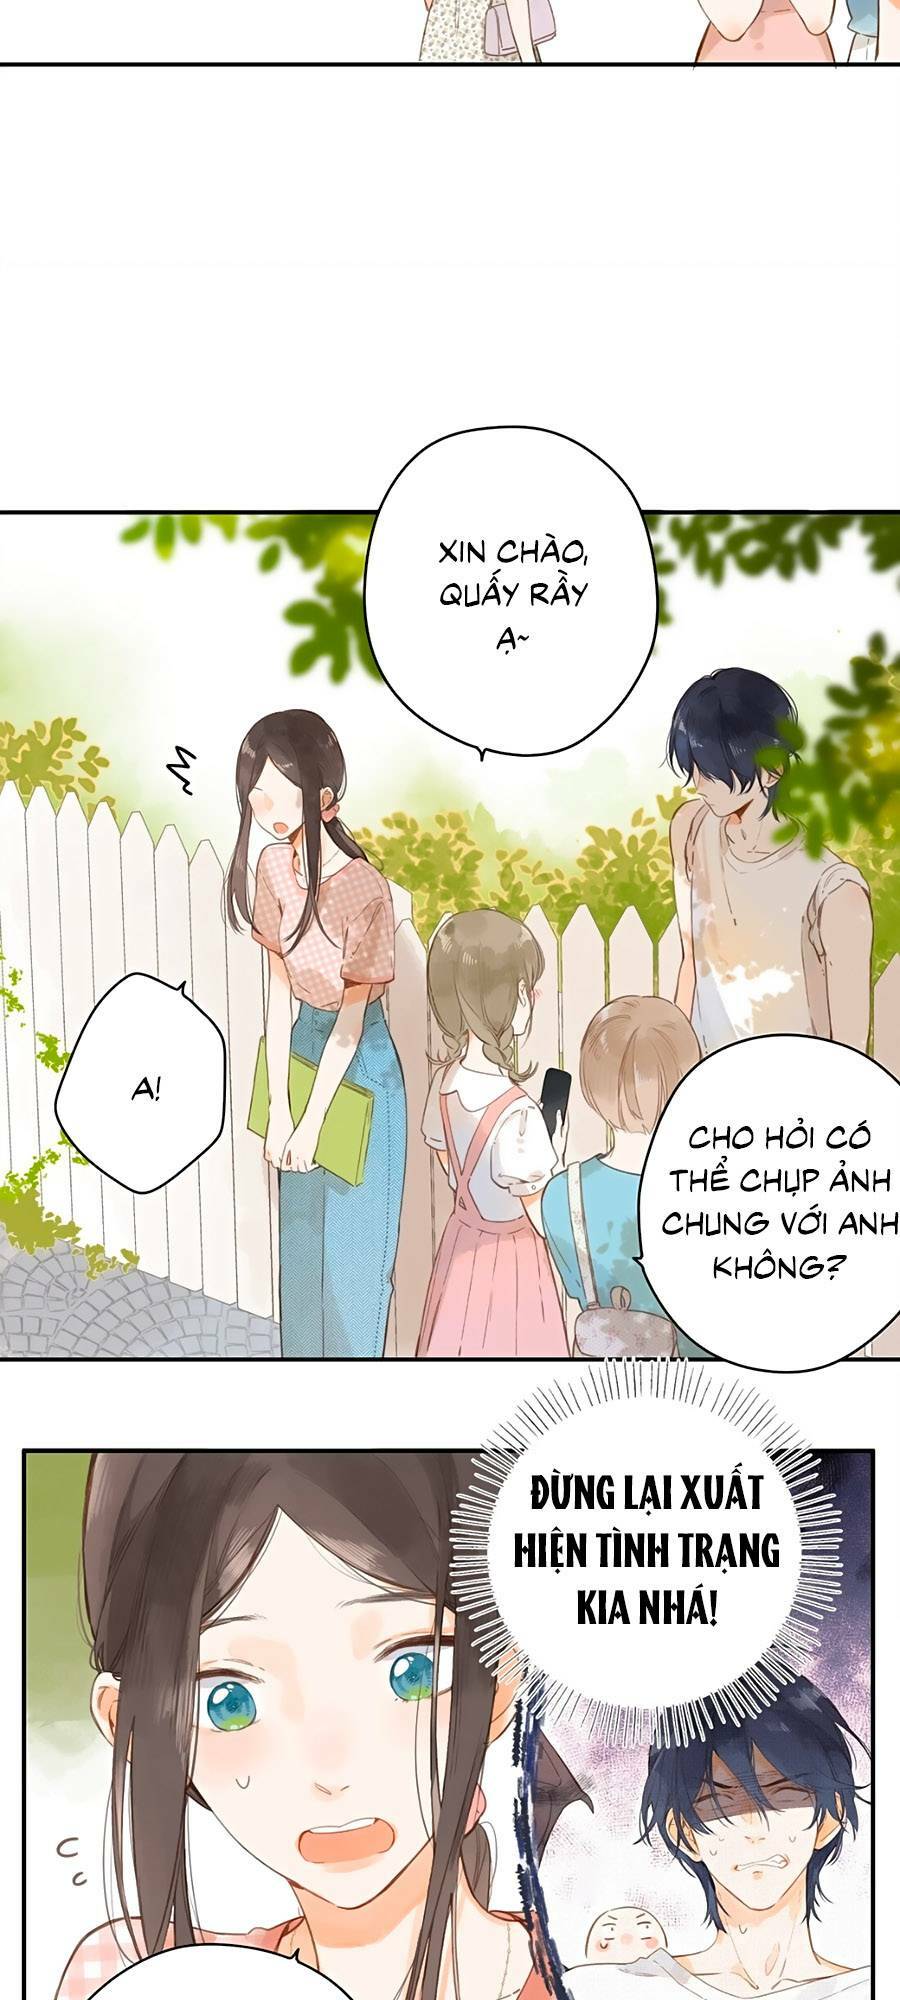 XIN CHÀO,
QUẤY RẦY
Ạ~
A!
CHO HỎI CÓ
THỂ CHỤP ẢNH
CHUNG VỚI ANH
KHÔNG?
ĐỪNG LẠI XUẤT
HIỆN TÌNH TRẠNG
KIA NHÁ!